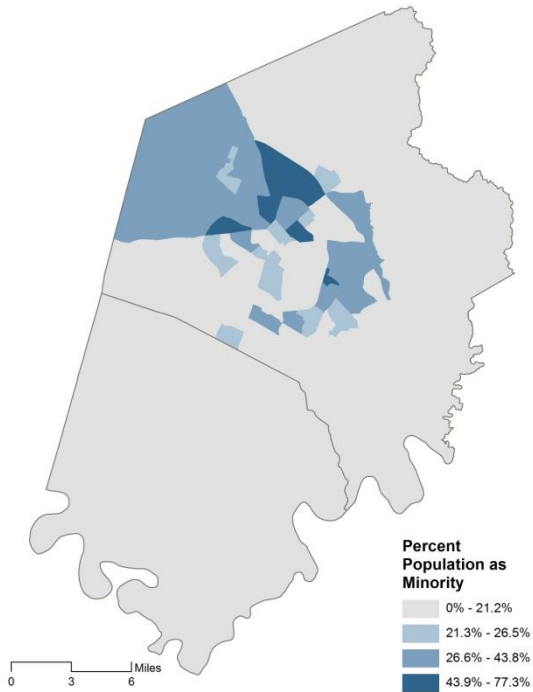 Percent
Population as
Minority
0% - 21.2%
21.3% - 26.5%
26.6% - 43.8%
43.9% - 77.3%
Miles
0 3 6